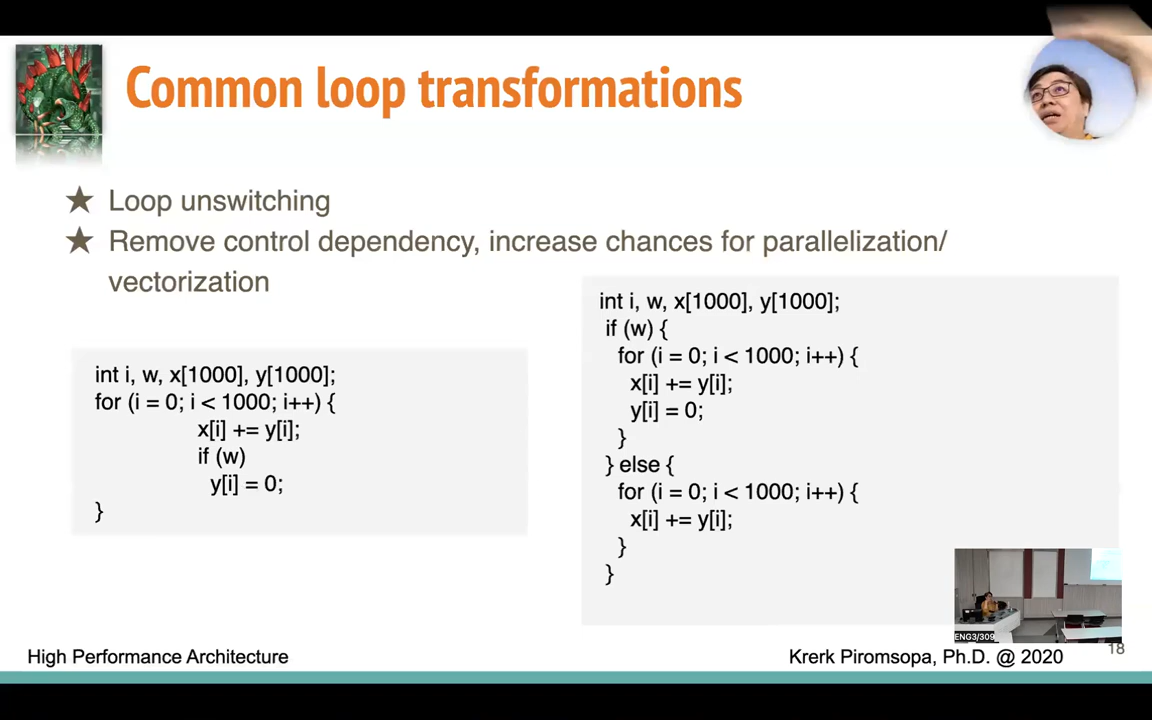 Common loop transformations
★ Loop unswitching
★ Remove control dependency, increase chances for parallelization/
vectorization
int i, w, x[1000], y[1000];
for (i = 0; i < 1000; i++) {
x[i] += y[i];
if (w)
y[i] = 0;
}
int i, w, x[1000], y[1000];
if (w) {
for (i = 0; i < 1000; i++) {
x[i] += y[i];
y[i] = 0;
}
} else {
for (i = 0; i < 1000; i++) {
x[i] += y[i];
}
}
ENG3/309
High Performance Architecture
Krerk Piromsopa, Ph.D. @ 2020
18